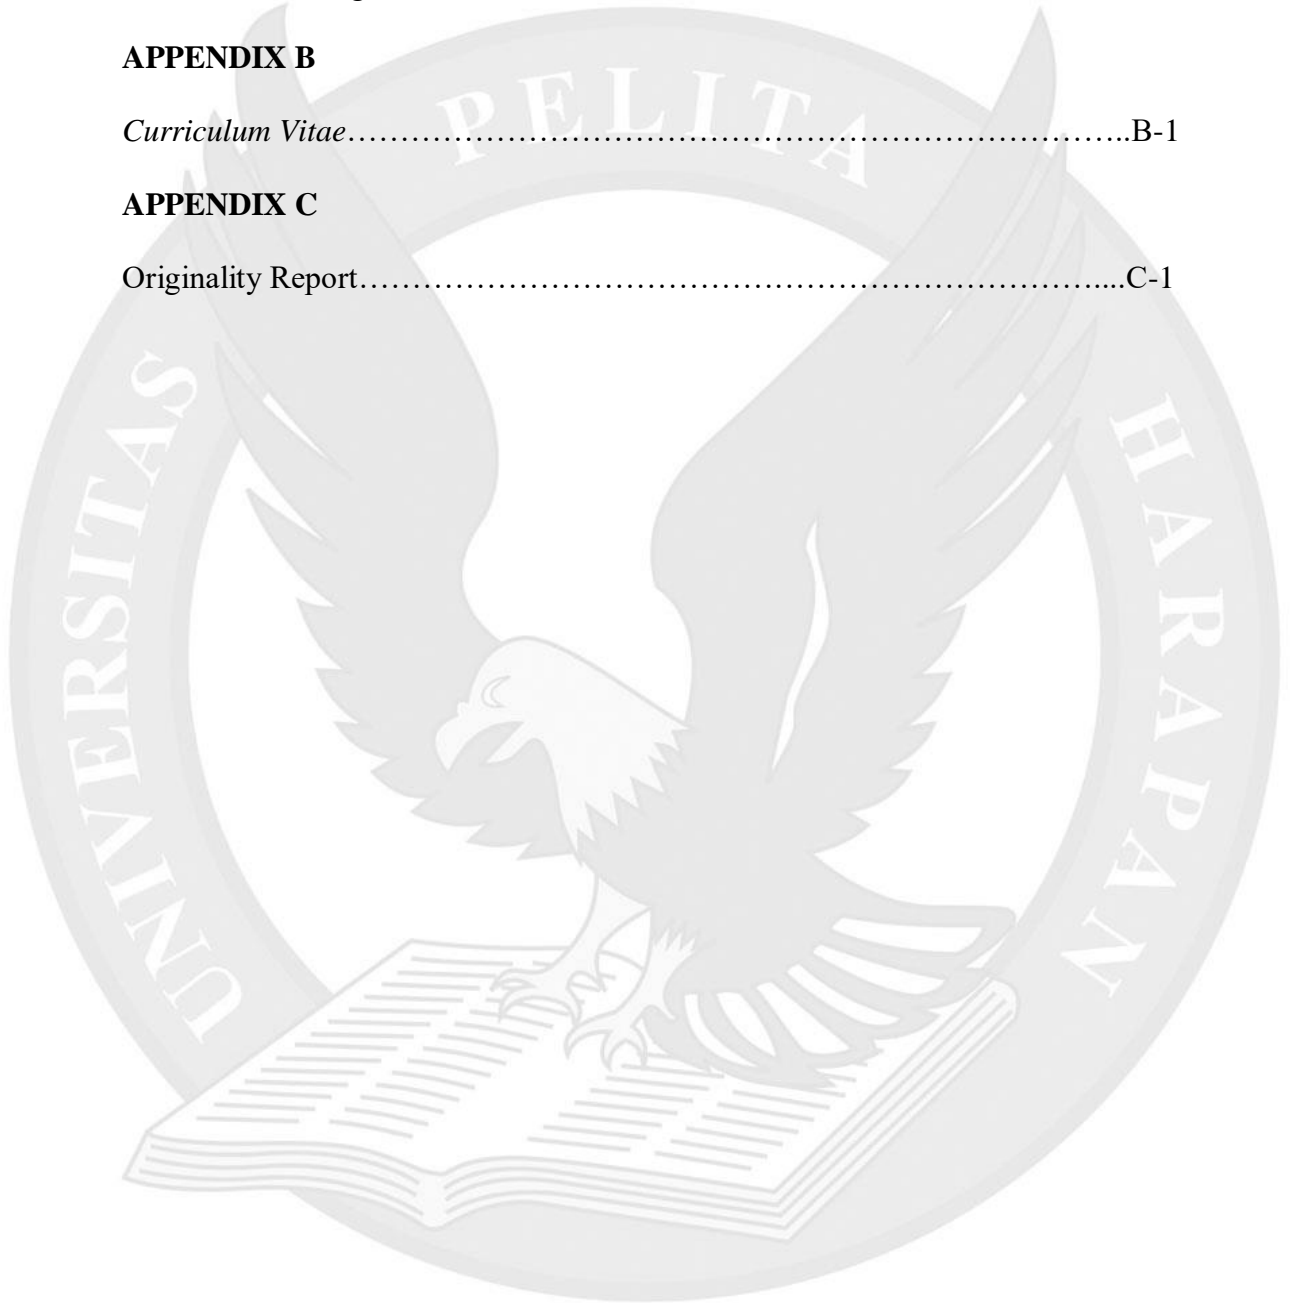 APPENDIX B
Curriculum Vitae………………………………………………………………..B-1
APPENDIX C
Originality Report……………………………………………………………....C-1
UNIVERSITAS PELITA HARAPAN